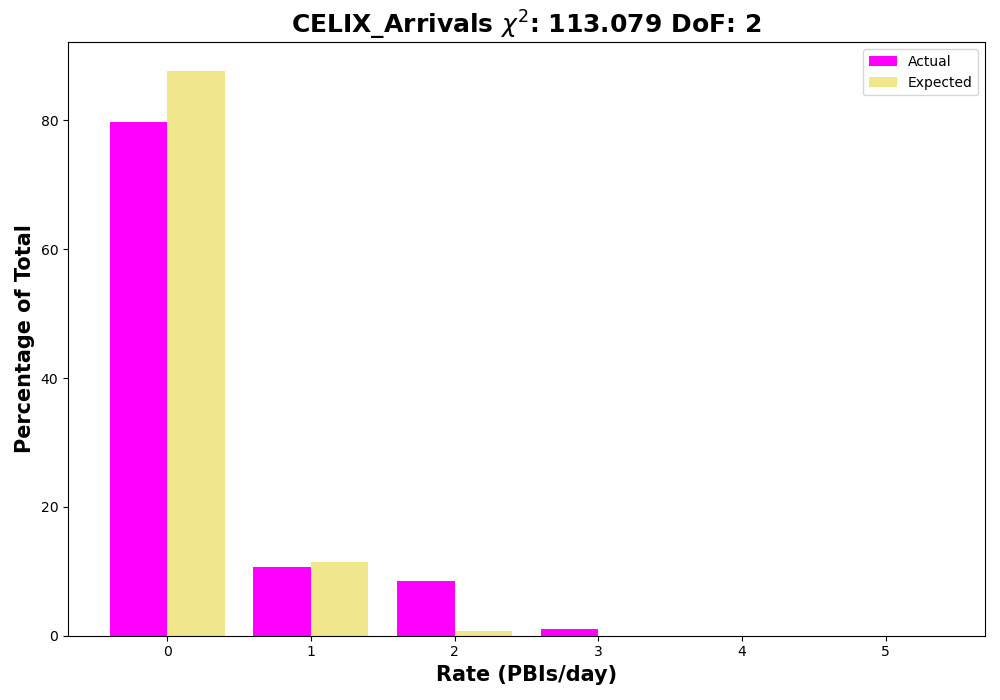 CELIX_Arrivals χ²: 113.079 DoF: 2
Actual
Expected
Percentage of Total
80
60
40
20
0
0 1 2 3 4 5
Rate (PBIs/day)